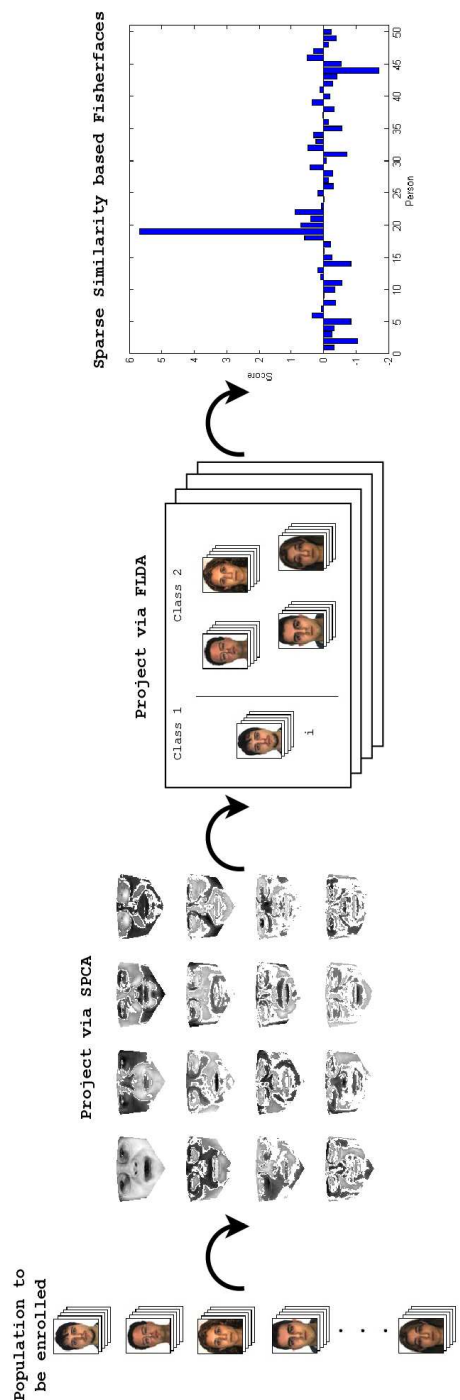 Population to
be enrolled
Project via SPCA
Project via FLDA
Class 1
Class 2
i
Sparse Similarity based Fisherfaces
6
5
4
3
2
1
0
-1
-2
Score
0 5 10 15 20 25 30 35 40 45 50
Person